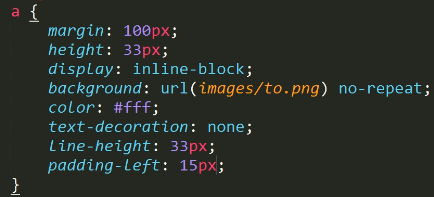 a {
margin: 100px;
height: 33px;
display: inline-block;
background: url(images/to.png) no-repeat;
color: #fff;
text-decoration: none;
Line-height: 33px;
padding-left: 15px;
}